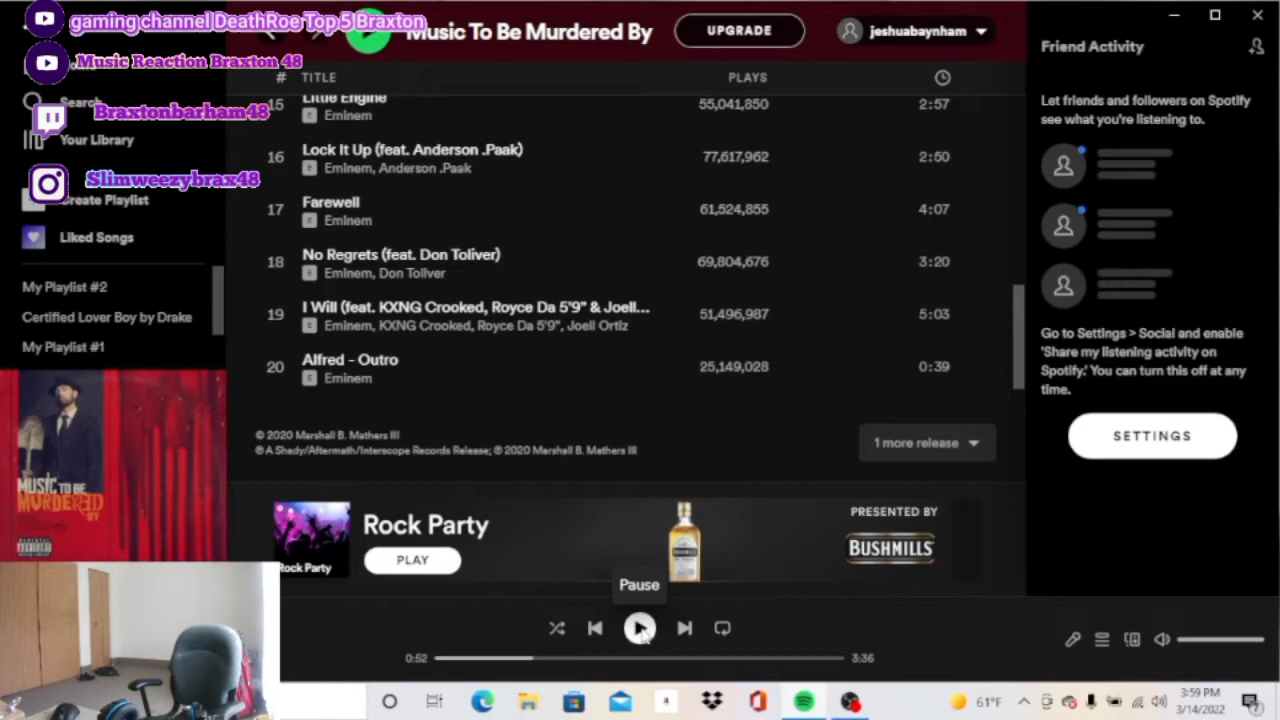 gaming channel DeathRoe Top 5 Braxton
Music Reaction Braxton 48
Search
Braxtonbarham48
Your Library
Slimweezybrax48
Create Playlist
Liked Songs
My Playlist #2
Certified Lover Boy by Drake
My Playlist #1
MUSIC TO BE
MURDERED
BY
Music To Be Murdered By
UPGRADE
jeshuabaynham
# TITLE PLAYS
15 Little Engine 55,041,850 2:57
E Eminem
16 Lock It Up (feat. Anderson .Paak) 77,617,962 2:50
E Eminem, Anderson .Paak
17 Farewell 61,524,855 4:07
E Eminem
18 No Regrets (feat. Don Toliver) 69,804,676 3:20
E Eminem, Don Toliver
19 I Will (feat. KXNG Crooked, Royce Da 5'9" & Joell... 51,496,987 5:03
E Eminem, KXNG Crooked, Royce Da 5'9", Joell Ortiz
20 Alfred - Outro 25,149,028 0:39
E Eminem
© 2020 Marshall B. Mathers III
℗ A Shady/Aftermath/Interscope Records Release; ℗ 2020 Marshall B. Mathers III
1 more release
Rock Party
Rock Party
PLAY
PRESENTED BY
BUSHMILLS
Pause
0:52 3:36
Friend Activity
Let friends and followers on Spotify
see what you're listening to.
Go to Settings > Social and enable
'Share my listening activity on
Spotify.' You can turn this off at any
time.
SETTINGS
61°F
3:59 PM
3/14/2022